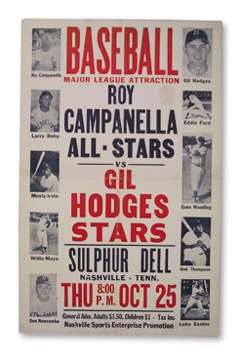 BASEBALL
MAJOR LEAGUE ATTRACTION
Roy Campanella
Gil Hodges
ROY
CAMPANELLA
ALL-STARS
Larry Doby
Eddie Ford
VS
Monty Irvin
Gene Woodling
GIL
HODGES
STARS
Willie Mays
Hank Thompson
SULPHUR DELL
NASHVILLE - TENN.
THU 8:00 P.M. OCT 25
Don Newcombe
Luke Easter
General Adm. Adults $1.50, Children $1 - Tax Inc.
Nashville Sports Enterprise Promotion